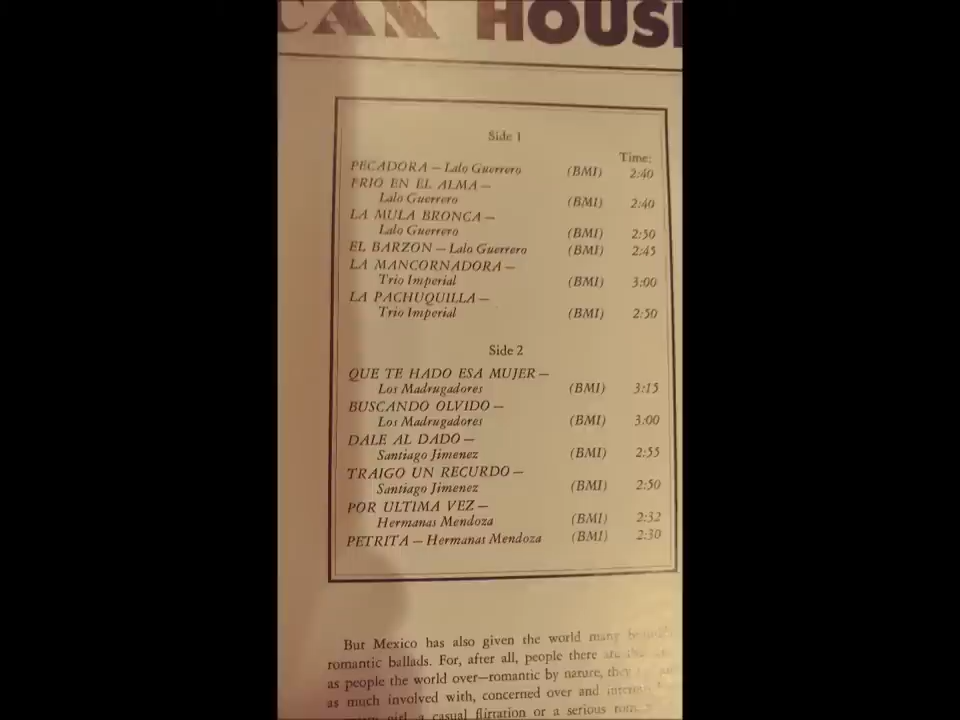 CAN HOUS
Side 1
Time:
PECADORA — Lalo Guerrero (BMI) 2:40
FRIO EN EL ALMA —
Lalo Guerrero (BMI) 2:40
LA MULA BRONCA —
Lalo Guerrero (BMI) 2:50
EL BARZON — Lalo Guerrero (BMI) 2:45
LA MANCORNADORA —
Trio Imperial (BMI) 3:00
LA PACHUQUILLA —
Trio Imperial (BMI) 2:50
Side 2
QUE TE HADO ESA MUJER —
Los Madrugadores (BMI) 3:15
BUSCANDO OLVIDO —
Los Madrugadores (BMI) 3:00
DALE AL DADO —
Santiago Jimenez (BMI) 2:55
TRAIGO UN RECURDO —
Santiago Jimenez (BMI) 2:50
POR ULTIMA VEZ —
Hermanas Mendoza (BMI) 2:32
PETRITA — Hermanas Mendoza (BMI) 2:30
But Mexico has also given the world many
romantic ballads. For, after all, people there are the
as people the world over—romantic by nature, they
as much involved with, concerned over and
girl, a casual flirtation or a serious